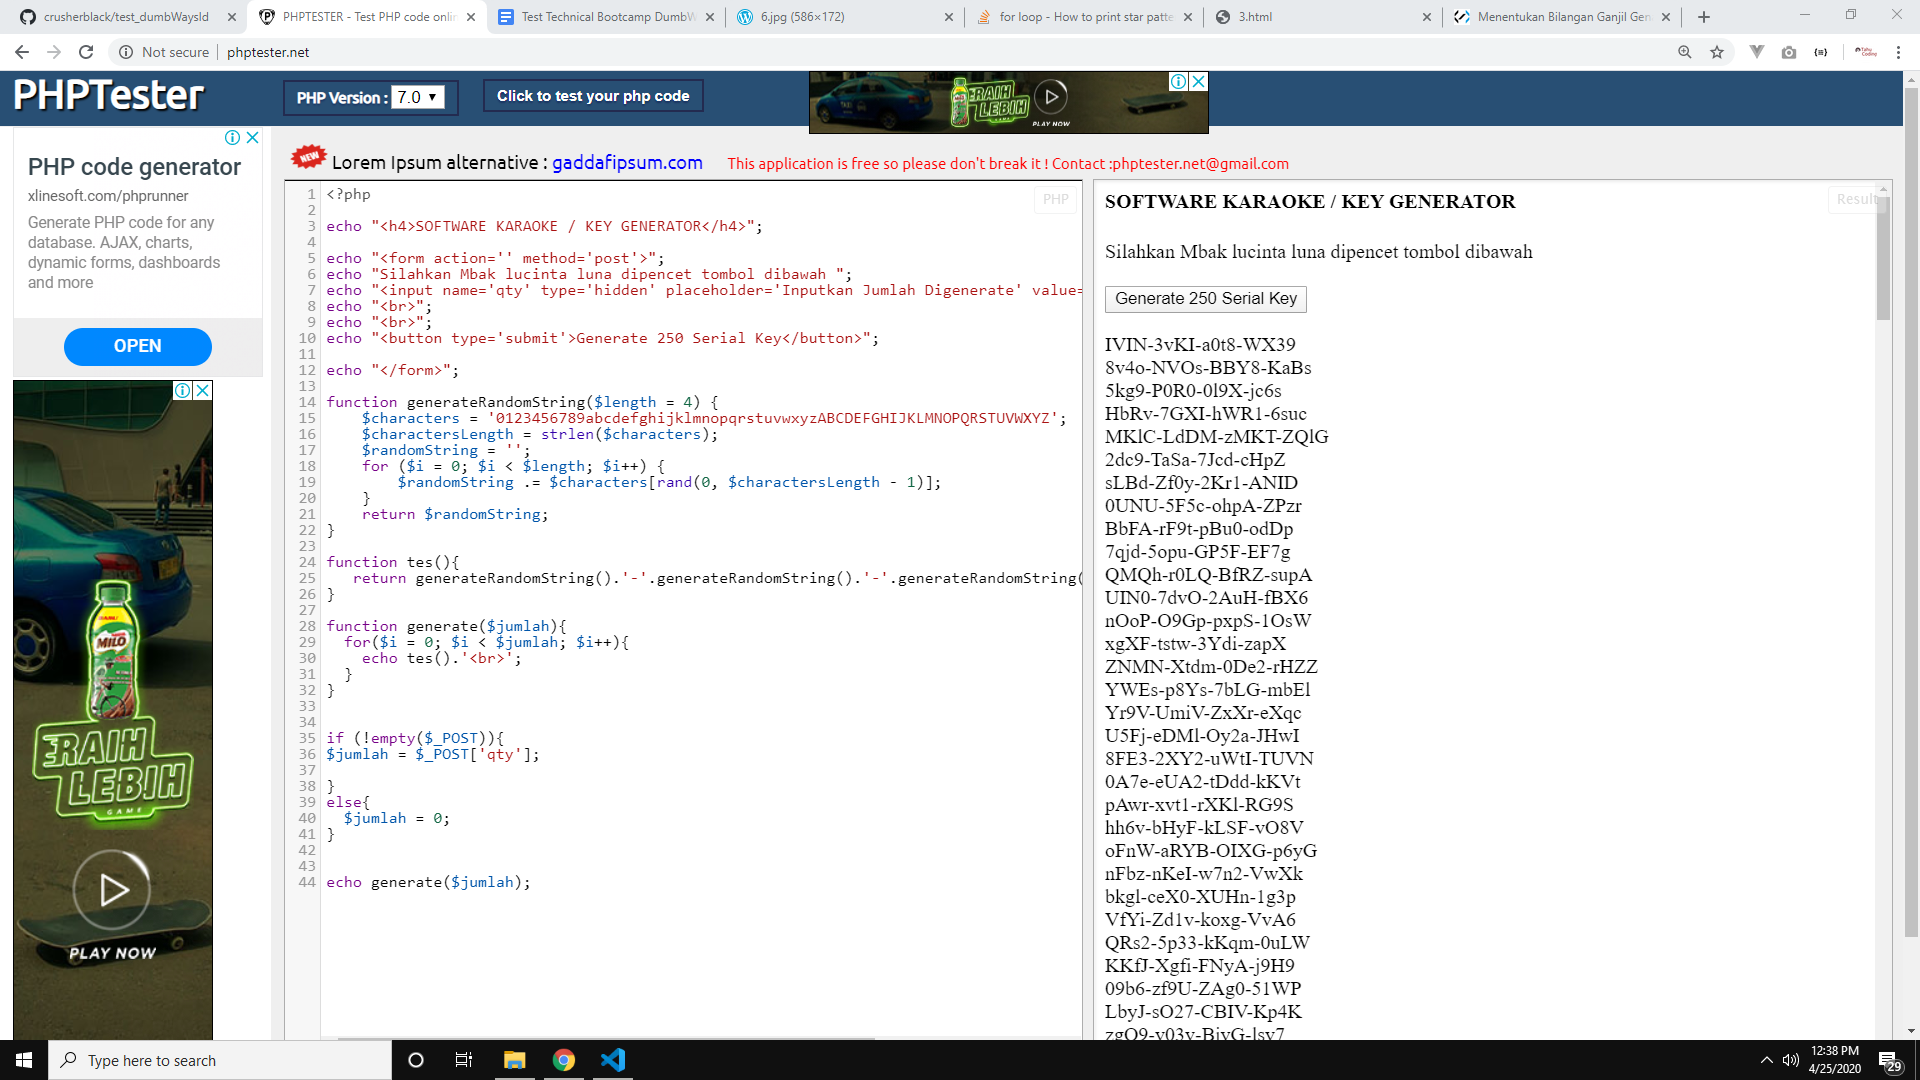 crusherblack/test_dumbWaysId
PHPTESTER - Test PHP code onlin
Test Technical Bootcamp DumbW
6.jpg (586×172)
for loop - How to print star patte
3.html
Menentukan Bilangan Ganjil Gen
Not secure
phptester.net
PHPTester
PHP Version : 7.0
Click to test your php code
ERAIH LEBIH
PLAY NOW
PHP code generator
xlinesoft.com/phprunner
Generate PHP code for any
database. AJAX, charts,
dynamic forms, dashboards
and more
OPEN
MILO
ERAIH
LEBIH
GAME
PLAY NOW
NEW Lorem Ipsum alternative : gaddafipsum.com
This application is free so please don't break it ! Contact :phptester.net@gmail.com
PHP
1 <?php
2
3 echo "<h4>SOFTWARE KARAOKE / KEY GENERATOR</h4>";
4
5 echo "<form action='' method='post'>";
6 echo "Silahkan Mbak lucinta luna dipencet tombol dibawah ";
7 echo "<input name='qty' type='hidden' placeholder='Inputkan Jumlah Digenerate' value=
8 echo "<br>";
9 echo "<br>";
10 echo "<button type='submit'>Generate 250 Serial Key</button>";
11
12 echo "</form>";
13
14 function generateRandomString($length = 4) {
15 $characters = '0123456789abcdefghijklmnopqrstuvwxyzABCDEFGHIJKLMNOPQRSTUVWXYZ';
16 $charactersLength = strlen($characters);
17 $randomString = '';
18 for ($i = 0; $i < $length; $i++) {
19 $randomString .= $characters[rand(0, $charactersLength - 1)];
20 }
21 return $randomString;
22 }
23
24 function tes(){
25 return generateRandomString().'-'.generateRandomString().'-'.generateRandomString(
26 }
27
28 function generate($jumlah){
29 for($i = 0; $i < $jumlah; $i++){
30 echo tes().'<br>';
31 }
32 }
33
34
35 if (!empty($_POST)){
36 $jumlah = $_POST['qty'];
37
38 }
39 else{
40 $jumlah = 0;
41 }
42
43
44 echo generate($jumlah);
Result
SOFTWARE KARAOKE / KEY GENERATOR
Silahkan Mbak lucinta luna dipencet tombol dibawah
Generate 250 Serial Key
IVIN-3vKI-a0t8-WX39
8v4o-NVOs-BBY8-KaBs
5kg9-P0R0-0l9X-jc6s
HbRv-7GXI-hWR1-6suc
MKlC-LdDM-zMKT-ZQlG
2dc9-TaSa-7Jcd-cHpZ
sLBd-Zf0y-2Kr1-ANID
0UNU-5F5c-ohpA-ZPzr
BbFA-rF9t-pBu0-odDp
7qjd-5opu-GP5F-EF7g
QMQh-r0LQ-BfRZ-supA
UIN0-7dvO-2AuH-fBX6
nOoP-O9Gp-pxpS-1OsW
xgXF-tstw-3Ydi-zapX
ZNMN-Xtdm-0De2-rHZZ
YWEs-p8Ys-7bLG-mbEl
Yr9V-UmiV-ZxXr-eXqc
U5Fj-eDMl-Oy2a-JHwI
8FE3-2XY2-uWtI-TUVN
0A7e-eUA2-tDdd-kKVt
pAwr-xvt1-rXKl-RG9S
hh6v-bHyF-kLSF-vO8V
oFnW-aRYB-OIXG-p6yG
nFbz-nKeI-w7n2-VwXk
bkgl-ceX0-XUHn-1g3p
VfYi-Zd1v-koxg-VvA6
QRs2-5p33-kKqm-0uLW
KKfJ-Xgfi-FNyA-j9H9
09b6-zf9U-ZAg0-51WP
LbyJ-sO27-CBIV-Kp4K
Type here to search
12:38 PM
4/25/2020
29